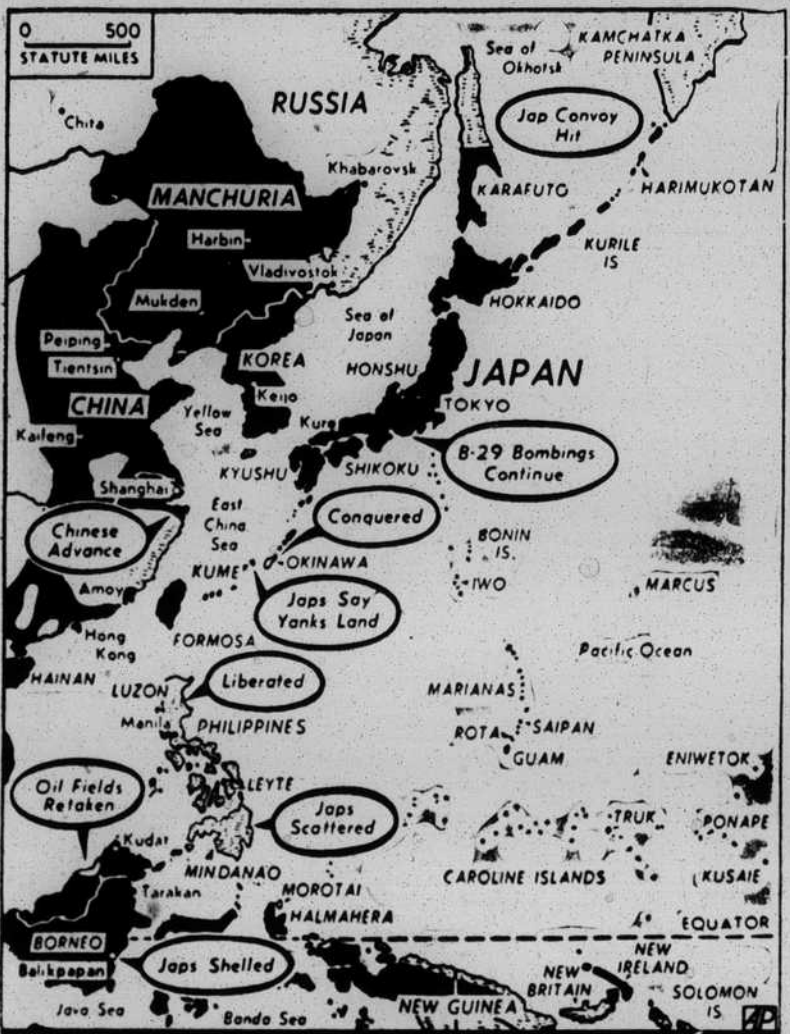 0 500
STATUTE MILES
Sea of
Okhotsk
KAMCHATKA
PENINSULA
Chita
RUSSIA
Jap Convoy
Hit
Khabarovsk
MANCHURIA
KARAFUTO
HARIMUKOTAN
Harbin
KURILE
IS
Vladivostok
Mukden
HOKKAIDO
Sea of
Japan
Peiping
Tientsin
KOREA
HONSHU
JAPAN
Keijo
CHINA
TOKYO
Yellow
Sea
Kure
Kaifeng
KYUSHU
SHIKOKU
B-29 Bombings
Continue
Shanghai
East
China
Sea
Conquered
Chinese
Advance
BONIN
IS.
OKINAWA
KUME
IWO
MARCUS
Amoy
Japs Say
Yanks Land
Hong
Kong
FORMOSA
Pacific Ocean
HAINAN
LUZON
Liberated
MARIANAS
Manila
PHILIPPINES
ROTA
SAIPAN
GUAM
ENIWETOK
Oil Fields
Retaken
LEYTE
Japs
Scattered
TRUK
PONAPE
Kudat
MINDANAO
CAROLINE ISLANDS
KUSAIE
Tarakan
MOROTAI
HALMAHERA
EQUATOR
BORNEO
Balikpapan
Japs Shelled
NEW
IRELAND
NEW
BRITAIN
NEW GUINEA
SOLOMON
IS.
Java Sea
Banda Sea
AP